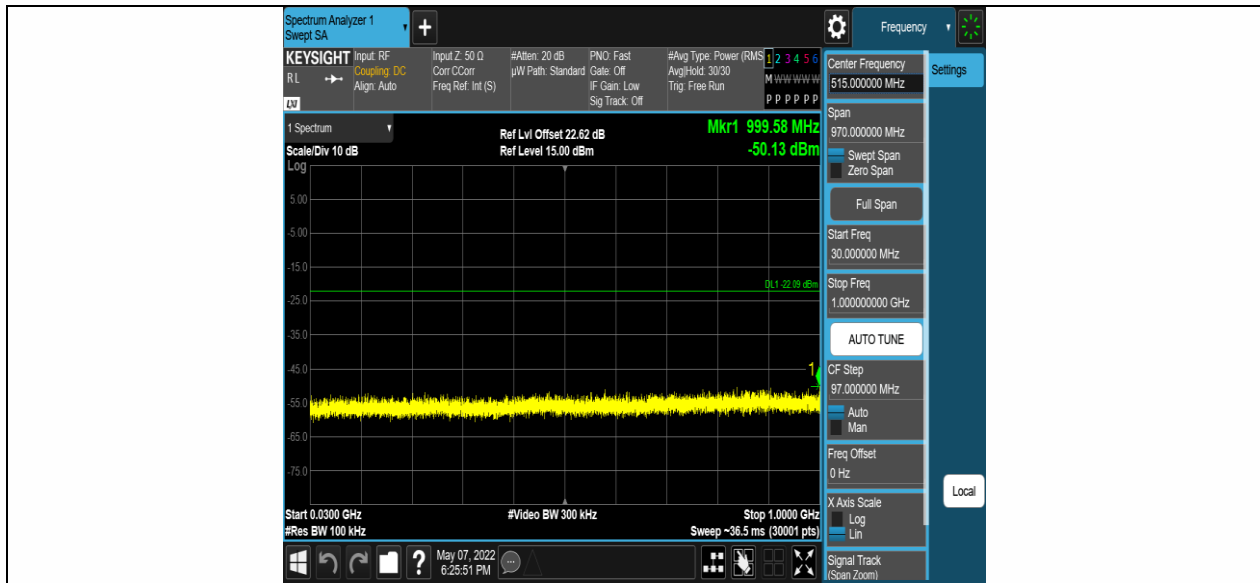 Spectrum Analyzer 1
Swept SA
+
Frequency
KEYSIGHT
RL
LXI
Input: RF
Coupling: DC
Align: Auto
Input Z: 50 Ω
Corr CCorr
Freq Ref: Int (S)
#Atten: 20 dB
µW Path: Standard
PNO: Fast
Gate: Off
IF Gain: Low
Sig Track: Off
#Avg Type: Power (RMS
Avg|Hold: 30/30
Trig: Free Run
1 2 3 4 5 6
M W W W W W
P P P P P P
1 Spectrum
Scale/Div 10 dB
Ref Lvl Offset 22.62 dB
Ref Level 15.00 dBm
Mkr1 999.58 MHz
-50.13 dBm
Log
5.00
-5.00
-15.0
DL1 -22.09 dBm
-25.0
-35.0
-45.0
1
-55.0
-65.0
-75.0
Start 0.0300 GHz
#Res BW 100 kHz
#Video BW 300 kHz
Stop 1.0000 GHz
Sweep ~36.5 ms (30001 pts)
?
May 07, 2022
6:25:51 PM
Center Frequency
515.000000 MHz
Settings
Span
970.000000 MHz
Swept Span
Zero Span
Full Span
Start Freq
30.000000 MHz
Stop Freq
1.000000000 GHz
AUTO TUNE
CF Step
97.000000 MHz
Auto
Man
Freq Offset
0 Hz
Local
X Axis Scale
Log
Lin
Signal Track
(Span Zoom)